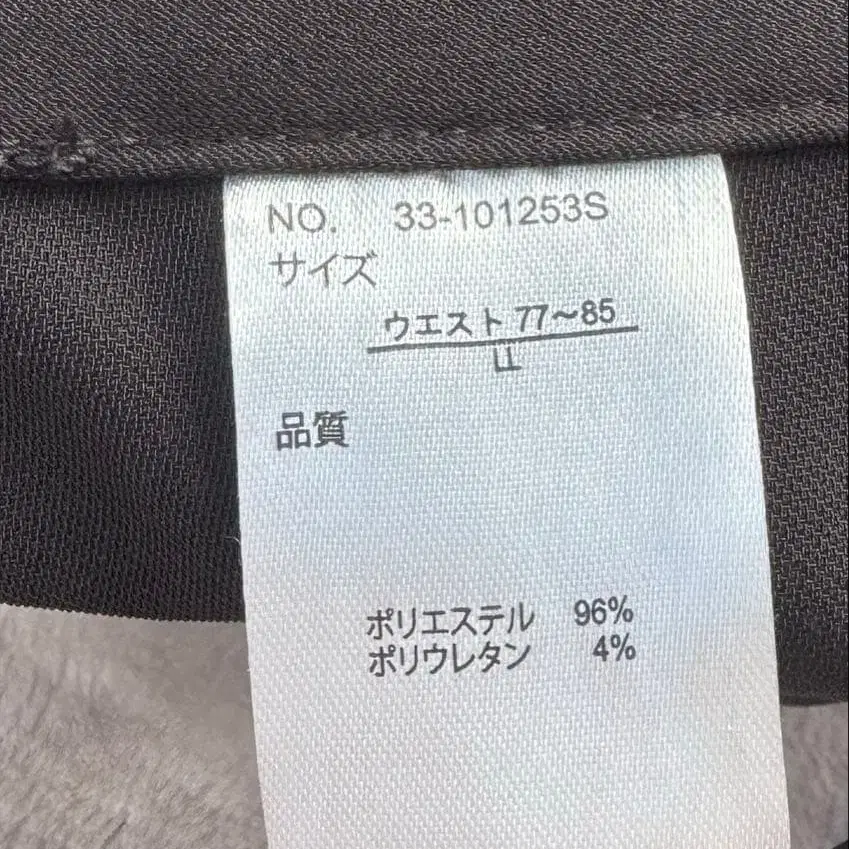 NO. 33-101253S
サイズ
ウエスト 77～85
LL
品質
ポリエステル 96%
ポリウレタン 4%